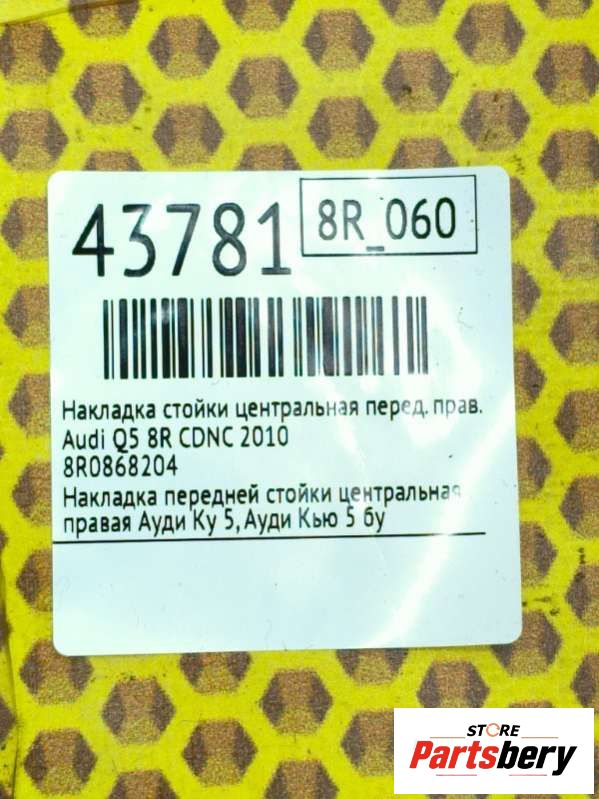 43781
8R_060
Накладка стойки центральная перед. прав.
Audi Q5 8R CDNC 2010
8R0868204
Накладка передней стойки центральная
правая Ауди Ку 5, Ауди Кью 5 бу
STORE
Partsbery